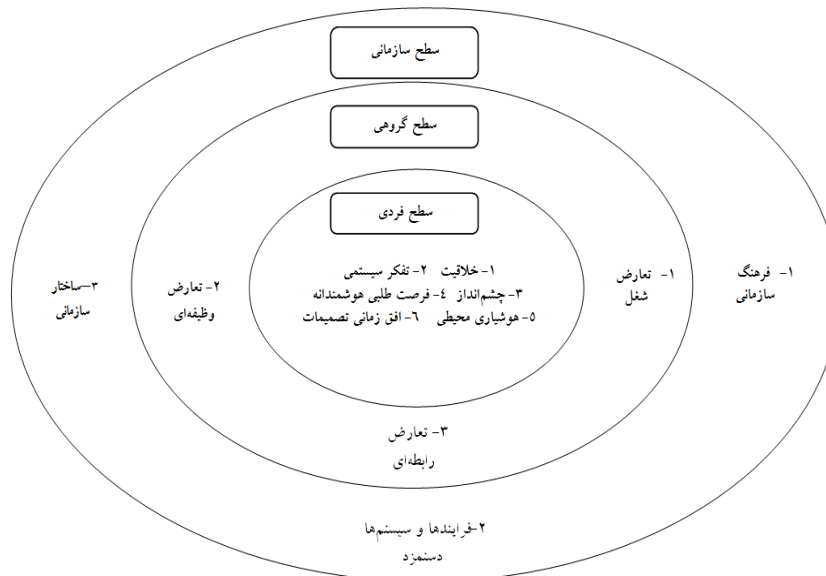 سطح سازمانی
سطح گروهی
سطح فردی
۱- خلاقیت ۲- تفکر سیستمی
۳- چشم‌انداز ٤- فرصت طلبی هوشمندانه
٥- هوشیاری محیطی ٦- افق زمانی تصمیمات
۱- تعارض
شغل
۲- تعارض
وظیفه‌ای
۳- تعارض
رابطه‌ای
۱- فرهنگ
سازمانی
۲-فرایندها و سیسنم‌ها
دسنمزد
۳–ساختار
سازمانی